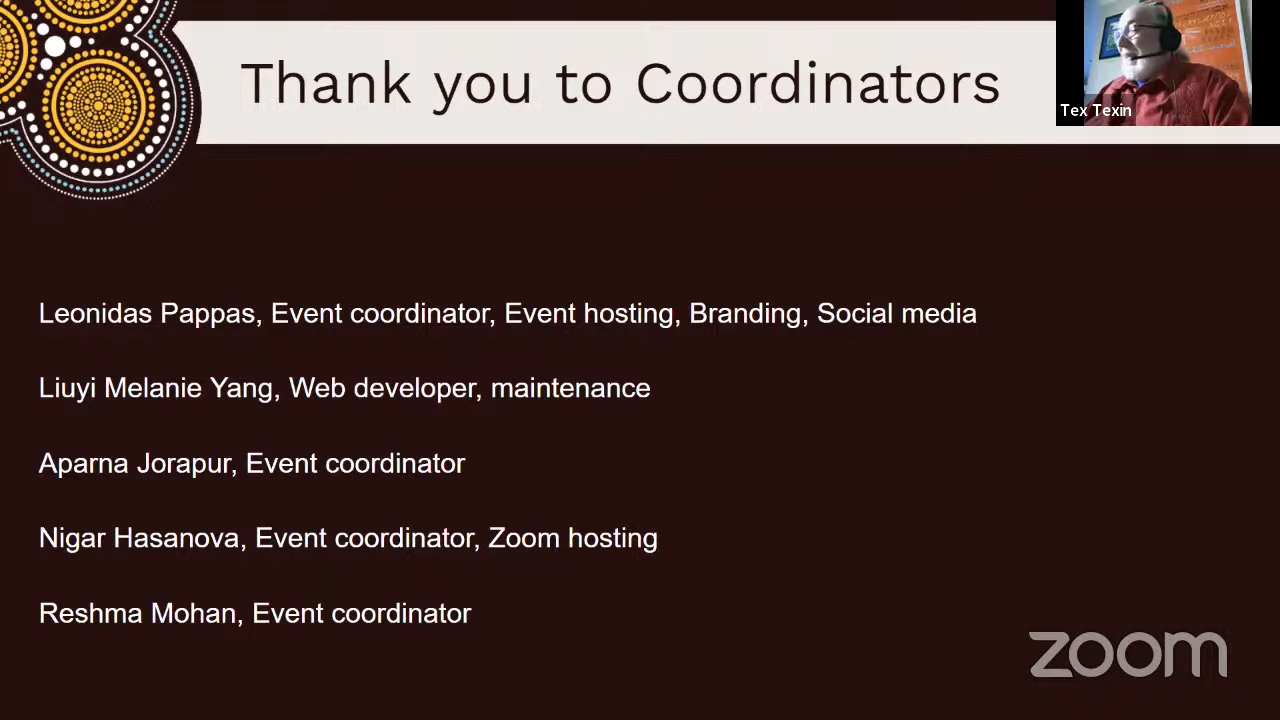 Thank you to Coordinators
Tex Texin
Leonidas Pappas, Event coordinator, Event hosting, Branding, Social media
Liuyi Melanie Yang, Web developer, maintenance
Aparna Jorapur, Event coordinator
Nigar Hasanova, Event coordinator, Zoom hosting
Reshma Mohan, Event coordinator
zoom